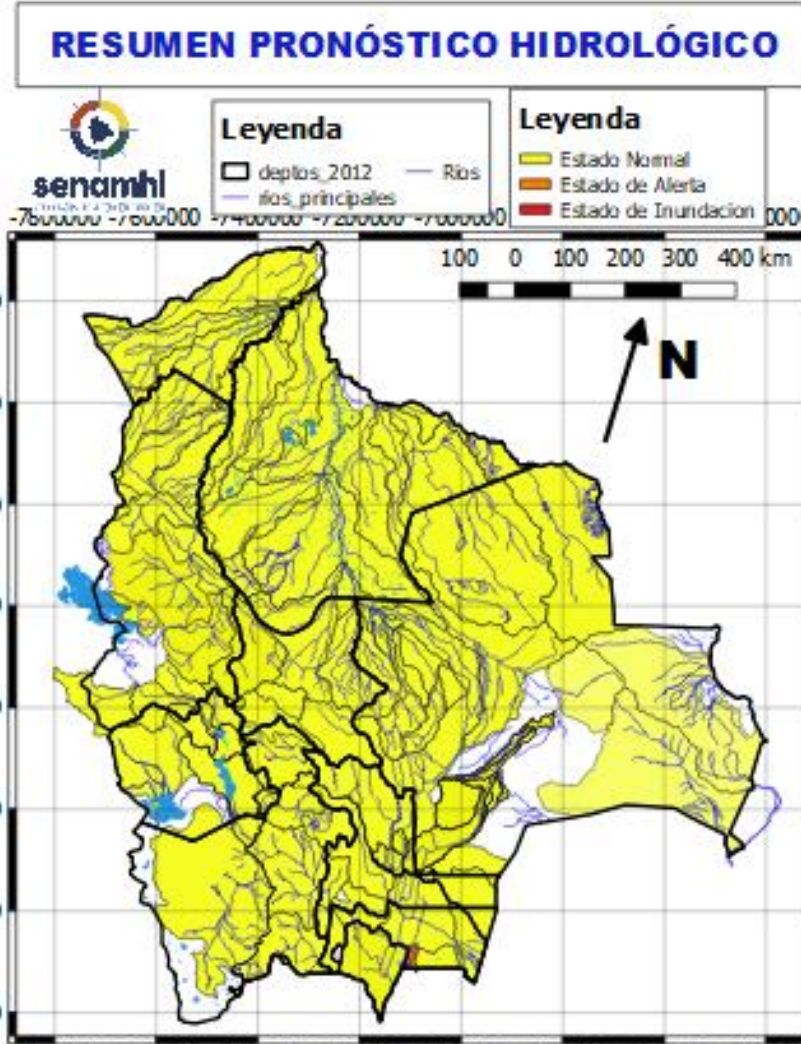 RESUMEN PRONÓSTICO HIDROLÓGICO
senamhi
Leyenda
deptos_2012
Rios
rios_principales
Leyenda
Estado Normal
Estado de Alerta
Estado de Inundacion
-7800000 -7600000 -7400000 -7200000 -7000000
100 0 100 200 300 400 km
N